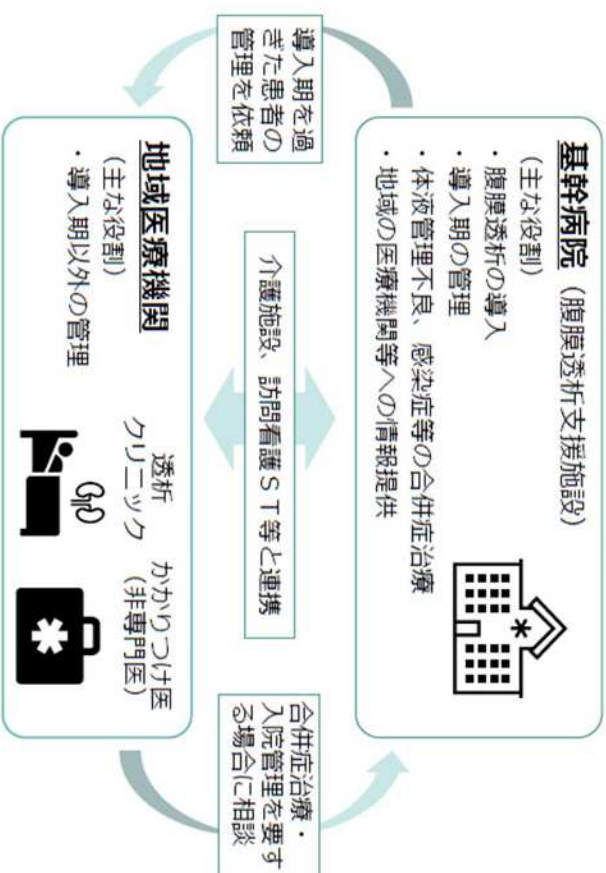 基幹病院（腹膜透析支援施設）
（主な役割）
・腹膜透析の導入
・導入期の管理
・体液管理不良、感染症等の合併症治療
・地域の医療機関等への情報提供
導入期を過
ぎた患者の
管理を依頼
介護施設、訪問看護ＳＴ等と連携
合併症治療・
入院管理を要す
る場合に相談
地域医療機関
（主な役割）
・導入期以外の管理
透析
クリニック
かかりつけ医
（非専門医）